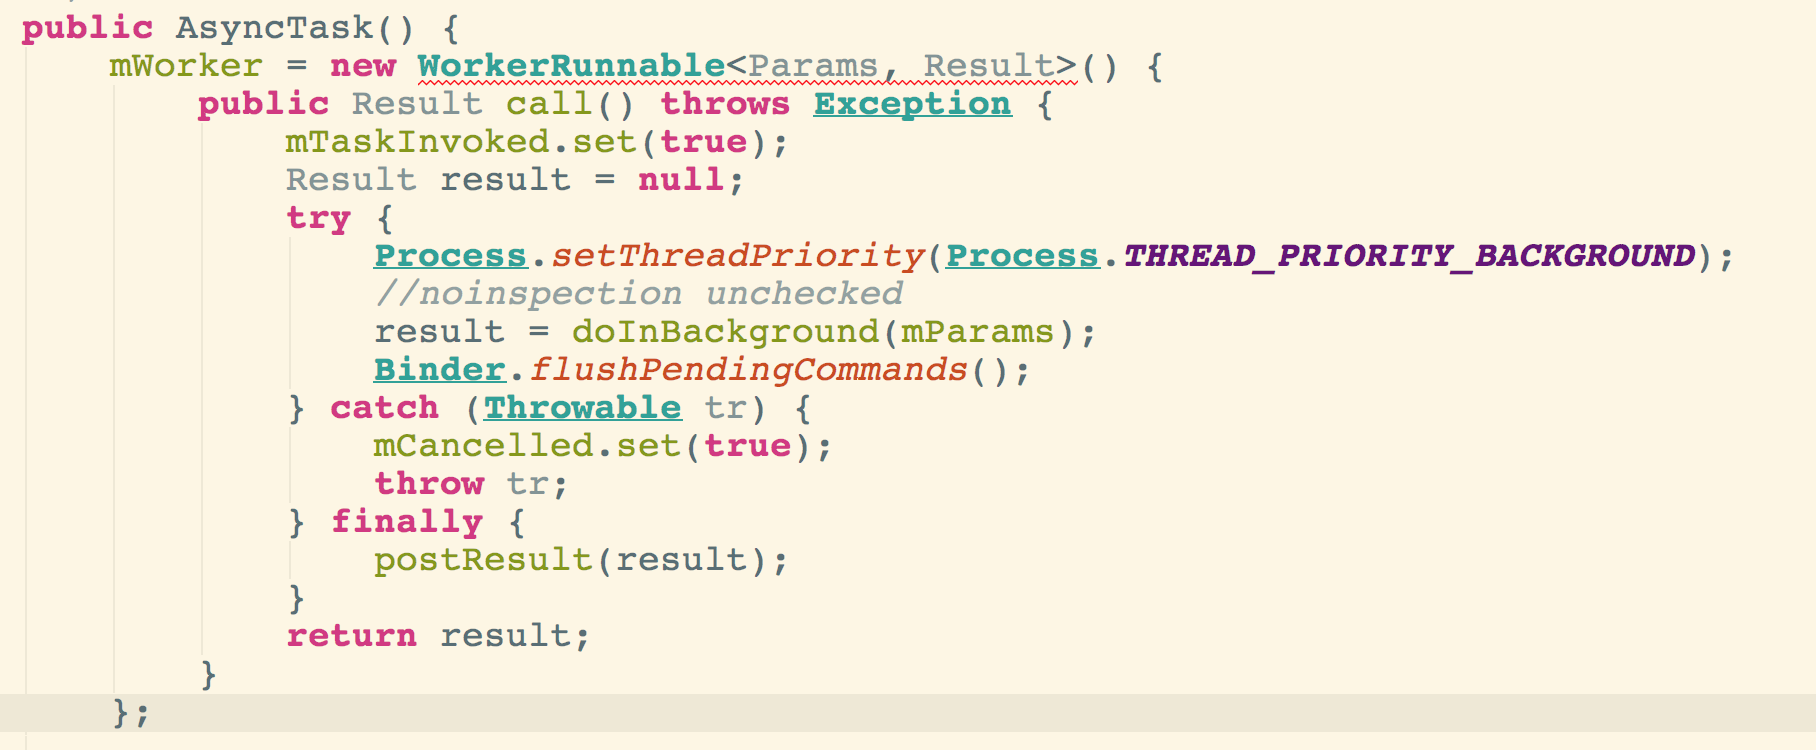 public AsyncTask() {
    mWorker = new WorkerRunnable<Params, Result>() {
        public Result call() throws Exception {
            mTaskInvoked.set(true);
            Result result = null;
            try {
                Process.setThreadPriority(Process.THREAD_PRIORITY_BACKGROUND);
                //noinspection unchecked
                result = doInBackground(mParams);
                Binder.flushPendingCommands();
            } catch (Throwable tr) {
                mCancelled.set(true);
                throw tr;
            } finally {
                postResult(result);
            }
            return result;
        }
    };